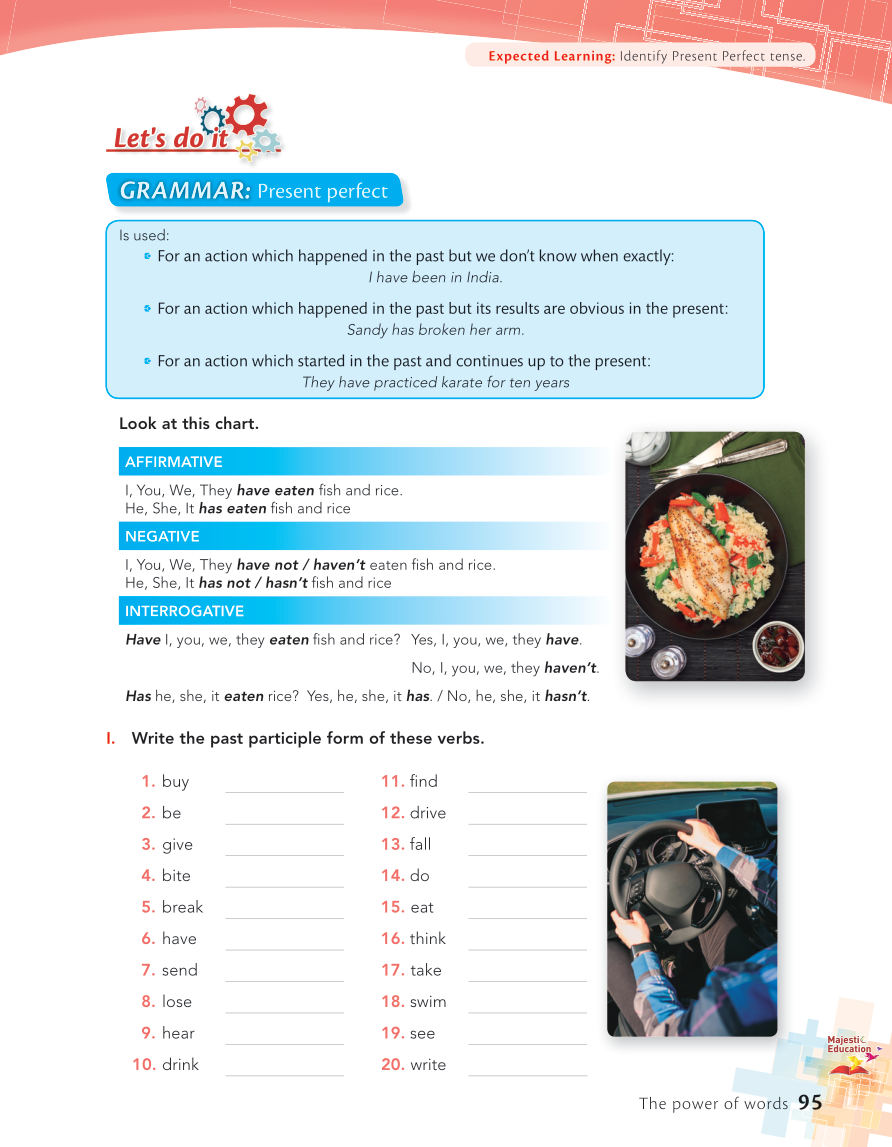 Expected Learning: Identify Present Perfect tense.
Let's do it
GRAMMAR: Present perfect
Is used:
For an action which happened in the past but we don't know when exactly:
I have been in India.
For an action which happened in the past but its results are obvious in the present:
Sandy has broken her arm.
For an action which started in the past and continues up to the present:
They have practiced karate for ten years
Look at this chart.
AFFIRMATIVE
I, You, We, They have eaten fish and rice.
He, She, It has eaten fish and rice
NEGATIVE
I, You, We, They have not / haven't eaten fish and rice.
He, She, It has not / hasn't fish and rice
INTERROGATIVE
Have I, you, we, they eaten fish and rice? Yes, I, you, we, they have.
No, I, you, we, they haven't.
Has he, she, it eaten rice? Yes, he, she, it has. / No, he, she, it hasn't.
I. Write the past participle form of these verbs.
1. buy
2. be
3. give
4. bite
5. break
6. have
7. send
8. lose
9. hear
10. drink
11. find
12. drive
13. fall
14. do
15. eat
16. think
17. take
18. swim
19. see
20. write
Majestic
Education
The power of words 95